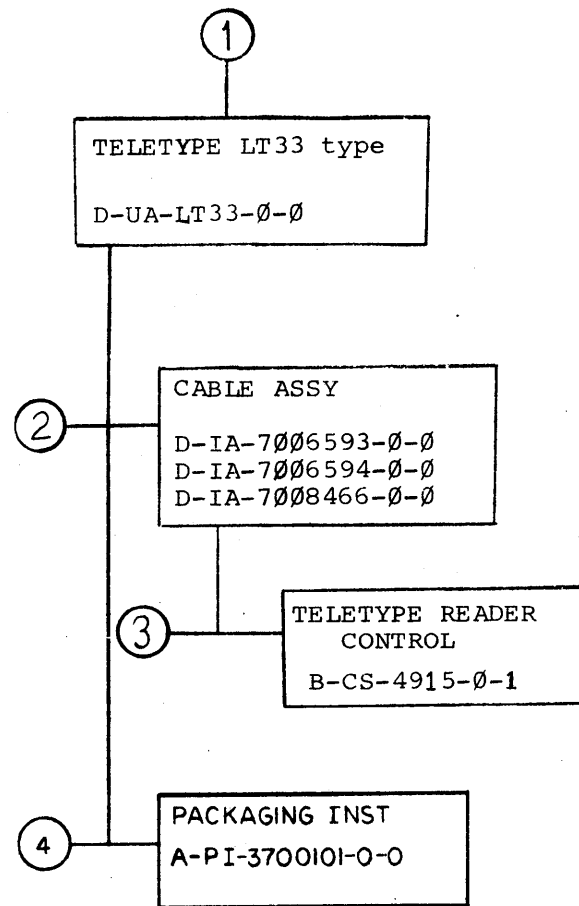 1
TELETYPE LT33 type
D-UA-LT33-Ø-Ø
2
CABLE ASSY
D-IA-7ØØ6593-Ø-Ø
D-IA-7ØØ6594-Ø-Ø
D-IA-7ØØ8466-Ø-Ø
3
TELETYPE READER
CONTROL
B-CS-4915-Ø-1
4
PACKAGING INST
A-PI-3700101-0-0